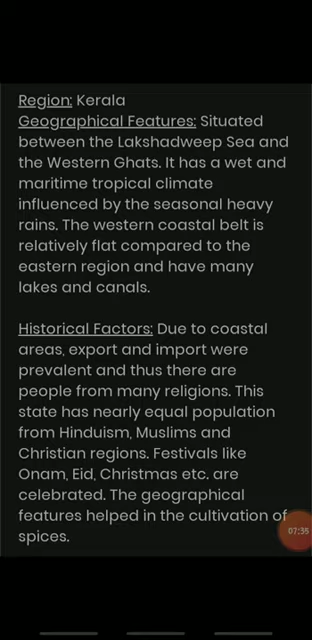 Region: Kerala
Geographical Features: Situated
between the Lakshadweep Sea and
the Western Ghats. It has a wet and
maritime tropical climate
influenced by the seasonal heavy
rains. The western coastal belt is
relatively flat compared to the
eastern region and have many
lakes and canals.
Historical Factors: Due to coastal
areas, export and import were
prevalent and thus there are
people from many religions. This
state has nearly equal population
from Hinduism, Muslims and
Christian regions. Festivals like
Onam, Eid, Christmas etc. are
celebrated. The geographical
features helped in the cultivation of
spices.
07:35